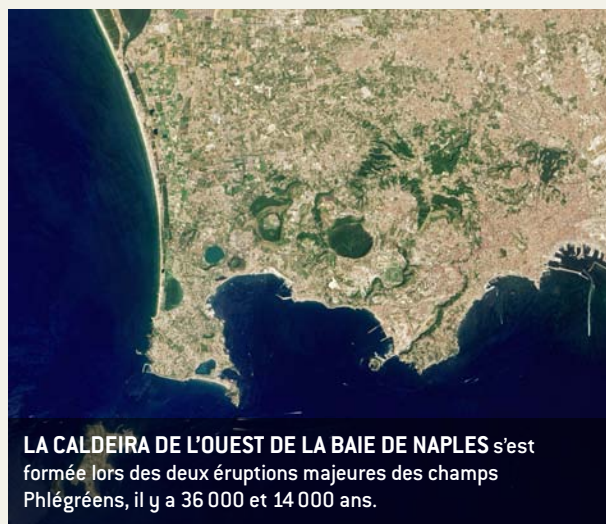 LA CALDEIRA DE L'OUEST DE LA BAIE DE NAPLES s'est
formée lors des deux éruptions majeures des champs
Phlégréens, il y a 36 000 et 14 000 ans.